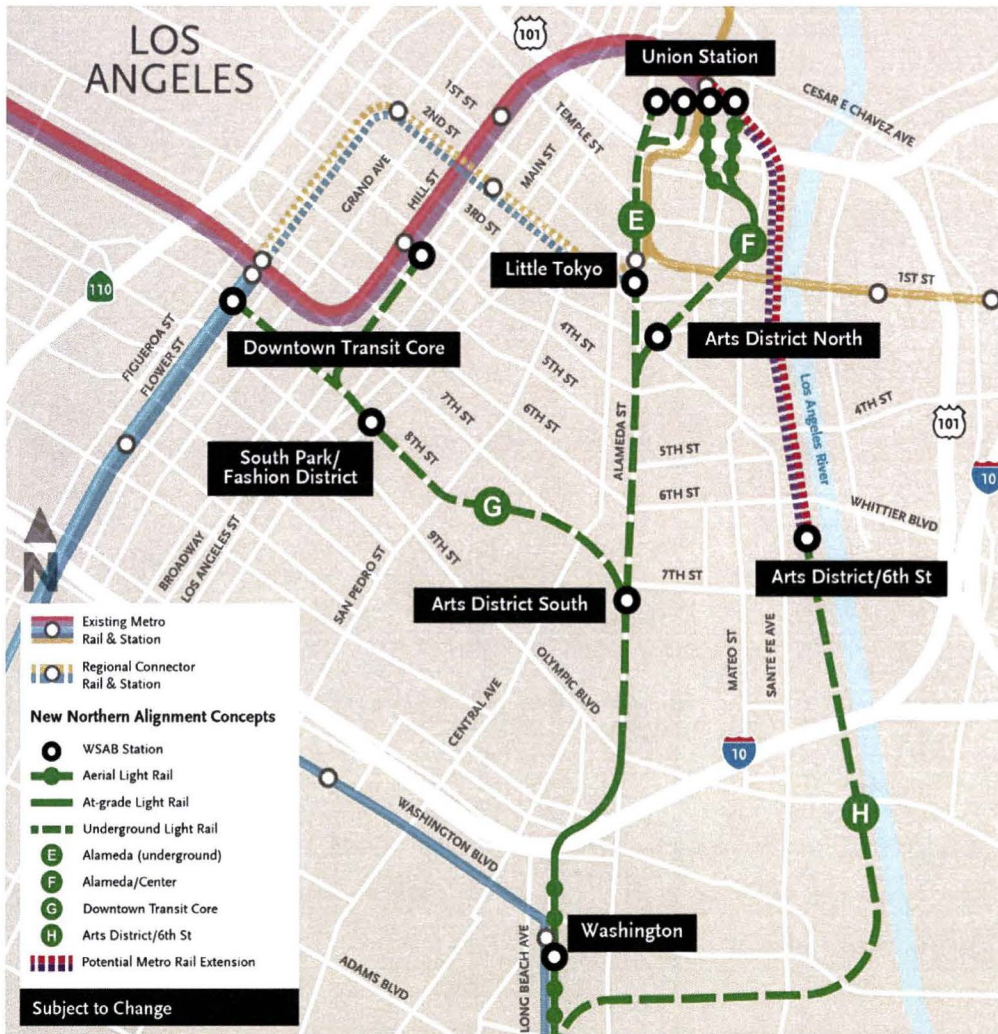 LOS
ANGELES
101
Union Station
CESAR E CHAVEZ AVE
1ST ST
2ND ST
TEMPLE ST
GRAND AVE
HILL ST
MAIN ST
3RD ST
E
F
Little Tokyo
1ST ST
110
FIGUEROA ST
FLOWER ST
Downtown Transit Core
4TH ST
Arts District North
5TH ST
Los Angeles River
4TH ST
101
7TH ST
6TH ST
ALAMEDA ST
5TH ST
10
South Park/
Fashion District
8TH ST
6TH ST
WHITTIER BLVD
G
N
BROADWAY
LOS ANGELES ST
9TH ST
SAN PEDRO ST
7TH ST
Arts District/6th St
Arts District South
MATEO ST
SANTE FE AVE
OLYMPIC BLVD
CENTRAL AVE
10
WASHINGTON BLVD
H
Washington
LONG BEACH AVE
ADAMS BLVD
Existing Metro
Rail & Station
Regional Connector
Rail & Station
New Northern Alignment Concepts
WSAB Station
Aerial Light Rail
At-grade Light Rail
Underground Light Rail
E Alameda (underground)
F Alameda/Center
G Downtown Transit Core
H Arts District/6th St
Potential Metro Rail Extension
Subject to Change